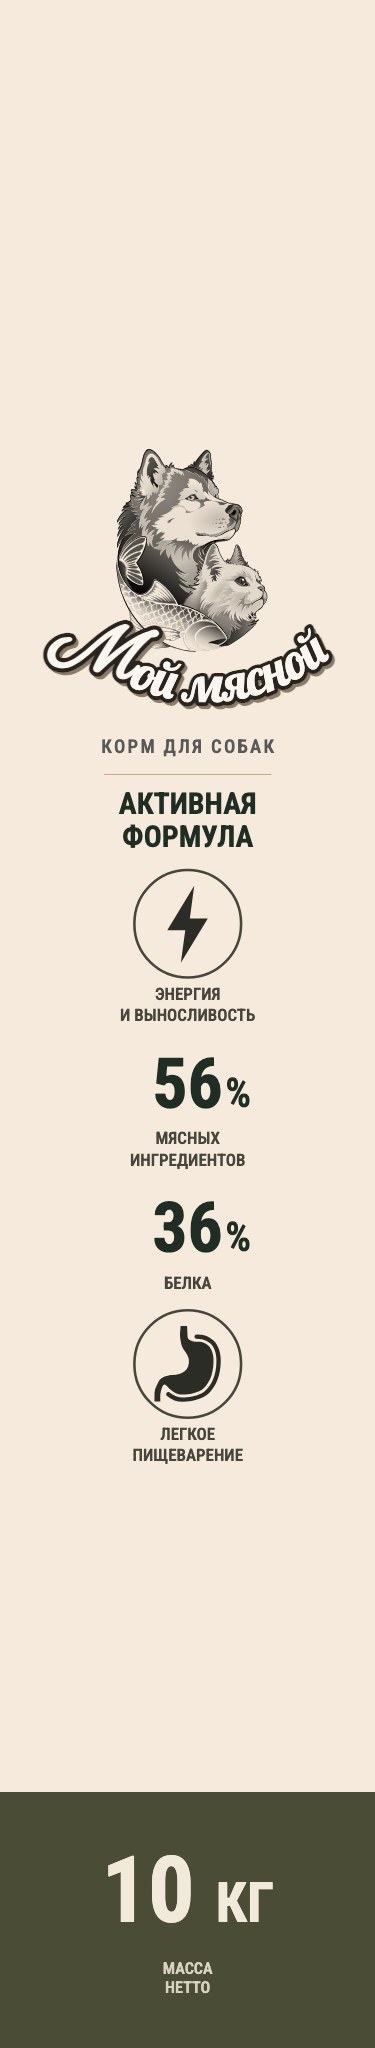 Мой мясной
КОРМ ДЛЯ СОБАК
АКТИВНАЯ
ФОРМУЛА
ЭНЕРГИЯ
И ВЫНОСЛИВОСТЬ
56%
МЯСНЫХ
ИНГРЕДИЕНТОВ
36%
БЕЛКА
ЛЕГКОЕ
ПИЩЕВАРЕНИЕ
10 кг
МАССА
НЕТТО